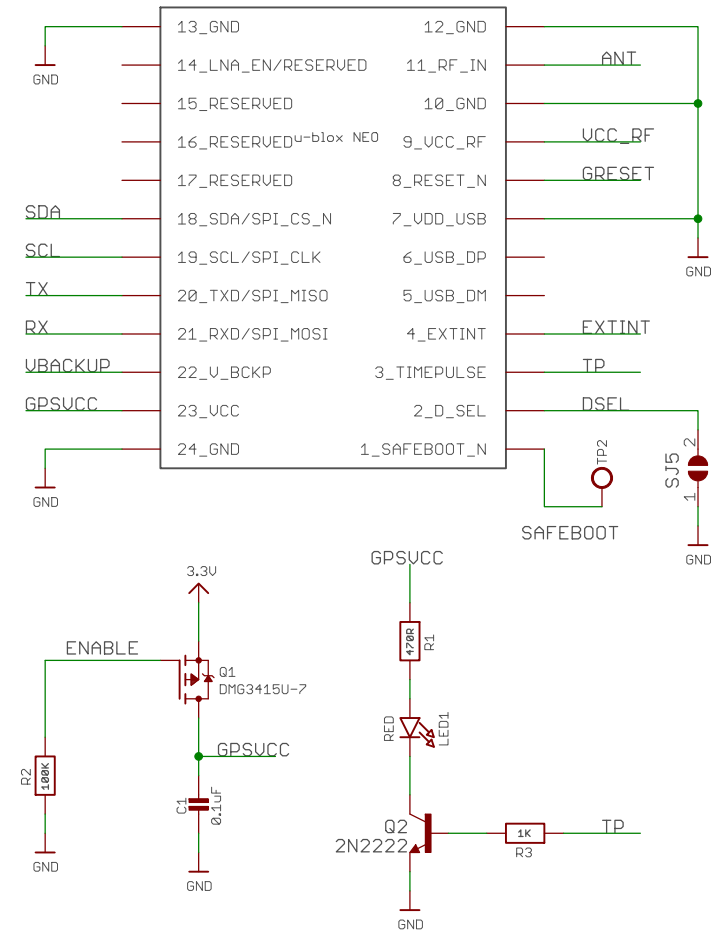 13_GND
12_GND
GND
14_LNA_EN/RESERVED
11_RF_IN
ANT
15_RESERVED
10_GND
16_RESERVED
u-blox NEO
9_VCC_RF
VCC_RF
17_RESERVED
8_RESET_N
GRESET
SDA
18_SDA/SPI_CS_N
7_VDD_USB
SCL
19_SCL/SPI_CLK
6_USB_DP
GND
TX
20_TXD/SPI_MISO
5_USB_DM
RX
21_RXD/SPI_MOSI
4_EXTINT
EXTINT
VBACKUP
22_V_BCKP
3_TIMEPULSE
TP
GPSVCC
23_VCC
2_D_SEL
DSEL
24_GND
1_SAFEBOOT_N
TP2
SJ5
2
1
GND
SAFEBOOT
GND
3.3V
ENABLE
Q1
DMG3415U-7
GPSVCC
R2
100K
C1
0.1uF
GND
GND
GPSVCC
470R
R1
RED
LED1
Q2
2N2222
1K
R3
TP
GND